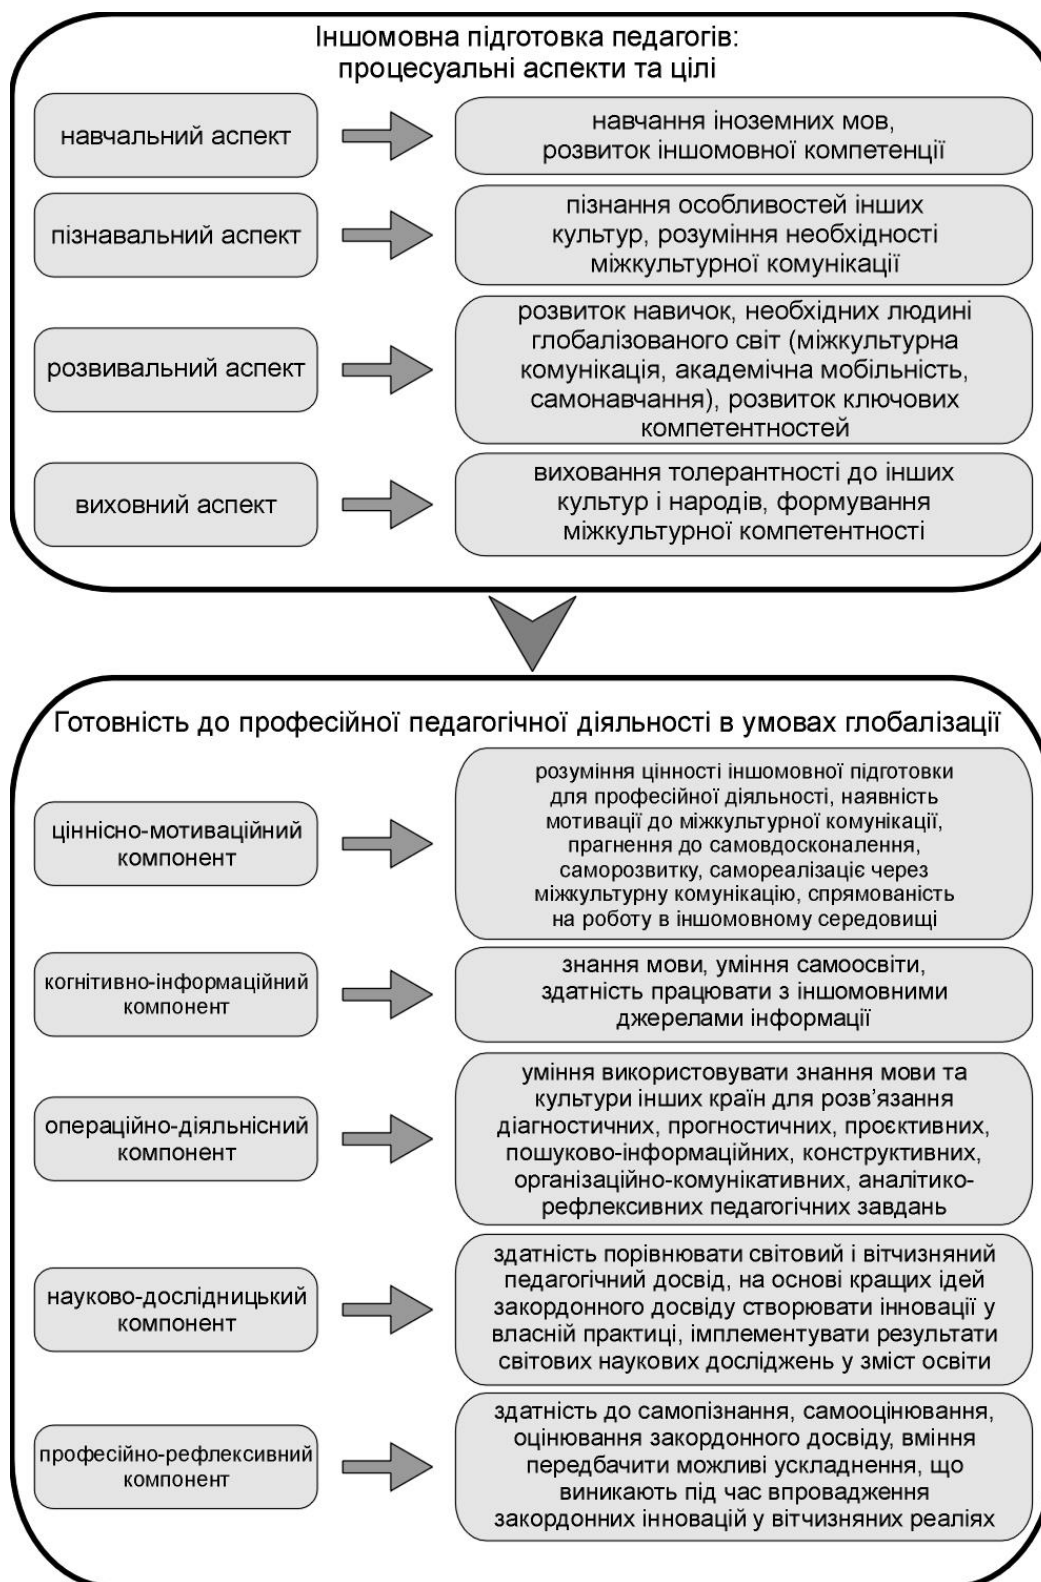 Іншомовна підготовка педагогів:
процесуальні аспекти та цілі
навчальний аспект
навчання іноземних мов,
розвиток іншомовної компетенції
пізнавальний аспект
пізнання особливостей інших
культур, розуміння необхідності
міжкультурної комунікації
розвивальний аспект
розвиток навичок, необхідних людині
глобалізованого світ (міжкультурна
комунікація, академічна мобільність,
самонавчання), розвиток ключових
компетентностей
виховний аспект
виховання толерантності до інших
культур і народів, формування
міжкультурної компетентності
Готовність до професійної педагогічної діяльності в умовах глобалізації
ціннісно-мотиваційний
компонент
розуміння цінності іншомовної підготовки
для професійної діяльності, наявність
мотивації до міжкультурної комунікації,
прагнення до самовдосконалення,
саморозвитку, самореалізаціє через
міжкультурну комунікацію, спрямованість
на роботу в іншомовному середовищі
когнітивно-інформаційний
компонент
знання мови, уміння самоосвіти,
здатність працювати з іншомовними
джерелами інформації
операційно-діяльнісний
компонент
уміння використовувати знання мови та
культури інших країн для розв’язання
діагностичних, прогностичних, проєктивних,
пошуково-інформаційних, конструктивних,
організаційно-комунікативних, аналітико-
рефлексивних педагогічних завдань
науково-дослідницький
компонент
здатність порівнювати світовий і вітчизняний
педагогічний досвід, на основі кращих ідей
закордонного досвіду створювати інновації у
власній практиці, імплементувати результати
світових наукових досліджень у зміст освіти
професійно-рефлексивний
компонент
здатність до самопізнання, самооцінювання,
оцінювання закордонного досвіду, вміння
передбачити можливі ускладнення, що
виникають під час впровадження
закордонних інновацій у вітчизняних реаліях